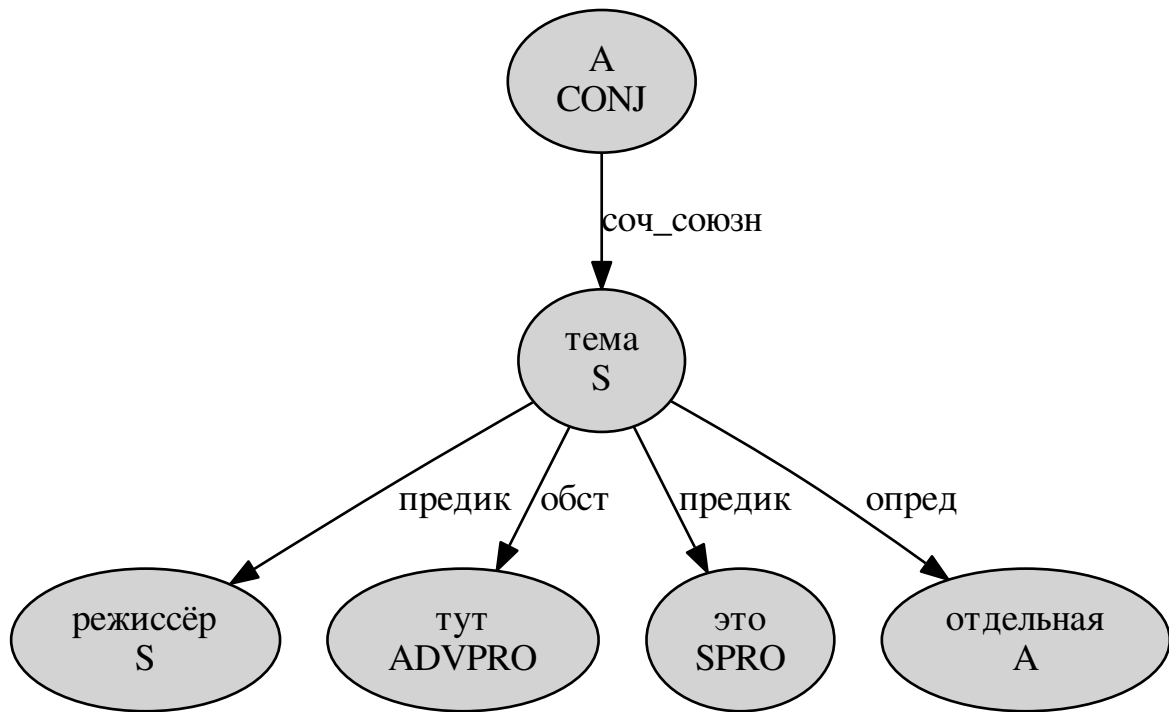 А
CONJ
соч_союзн
тема
S
предик
обст
предик
опред
режиссёр
S
тут
ADVPRO
это
SPRO
отдельная
A